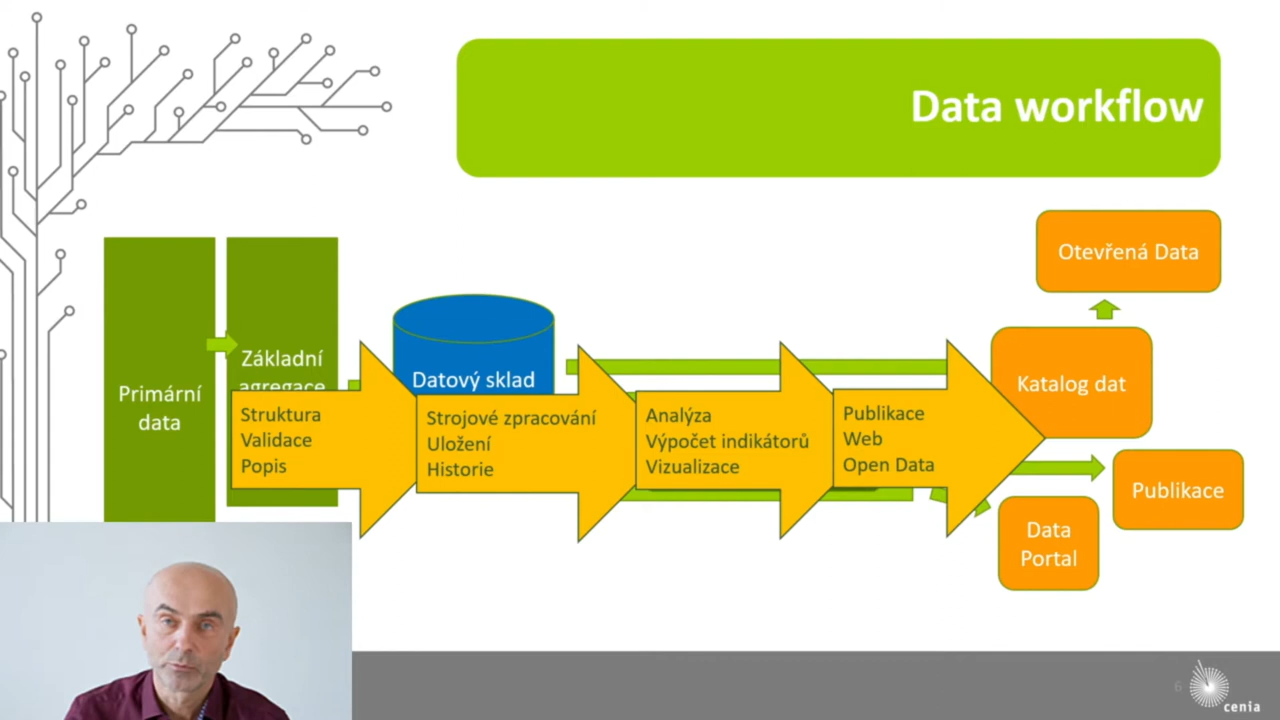 Data workflow
Otevřená Data
Základní
agregace
Primární
data
Datový sklad
Katalog dat
Struktura
Validace
Popis
Strojové zpracování
Uložení
Historie
Analýza
Výpočet indikátorů
Vizualizace
Publikace
Web
Open Data
Publikace
Data
Portal
6
cenia